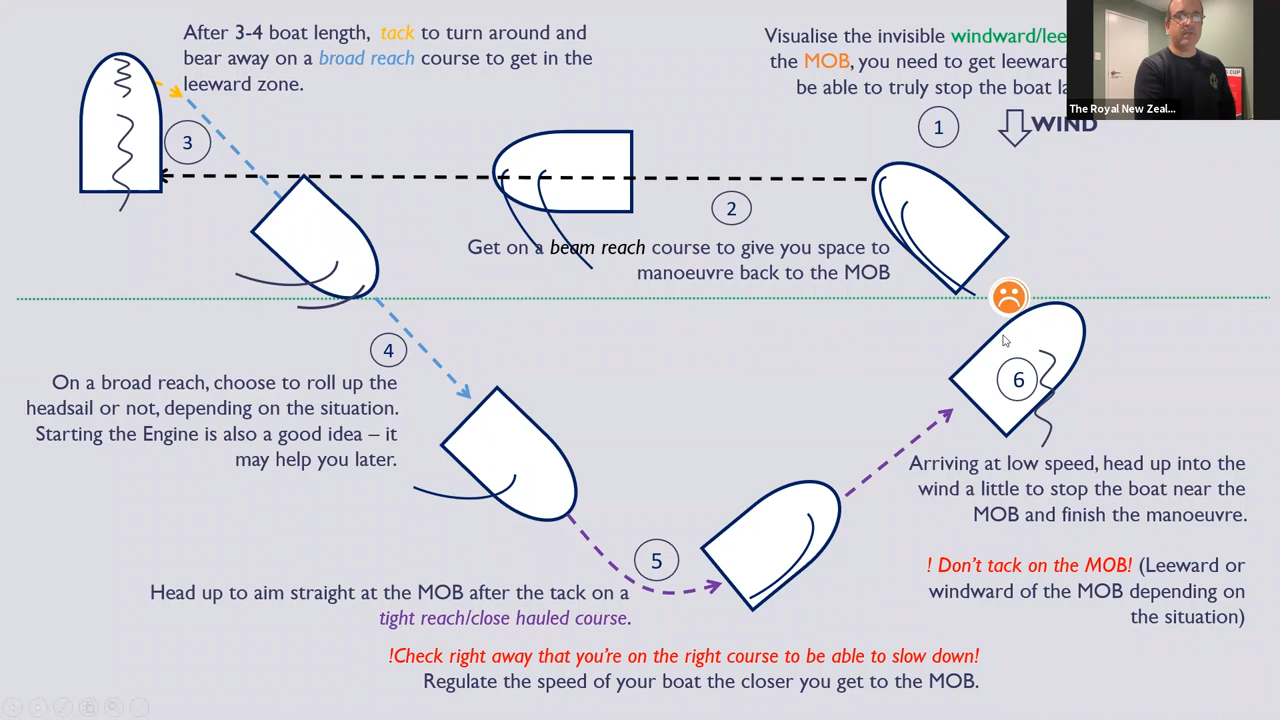 After 3-4 boat length, tack to turn around and
bear away on a broad reach course to get in the
leeward zone.
Visualise the invisible windward/lee
the MOB, you need to get leeward
be able to truly stop the boat la
The Royal New Zeal...
CUP
1
WIND
3
2
Get on a beam reach course to give you space to
manoeuvre back to the MOB
4
On a broad reach, choose to roll up the
headsail or not, depending on the situation.
Starting the Engine is also a good idea – it
may help you later.
6
Arriving at low speed, head up into the
wind a little to stop the boat near the
MOB and finish the manoeuvre.
! Don't tack on the MOB! (Leeward or
windward of the MOB depending on
the situation)
5
Head up to aim straight at the MOB after the tack on a
tight reach/close hauled course.
!Check right away that you're on the right course to be able to slow down!
Regulate the speed of your boat the closer you get to the MOB.